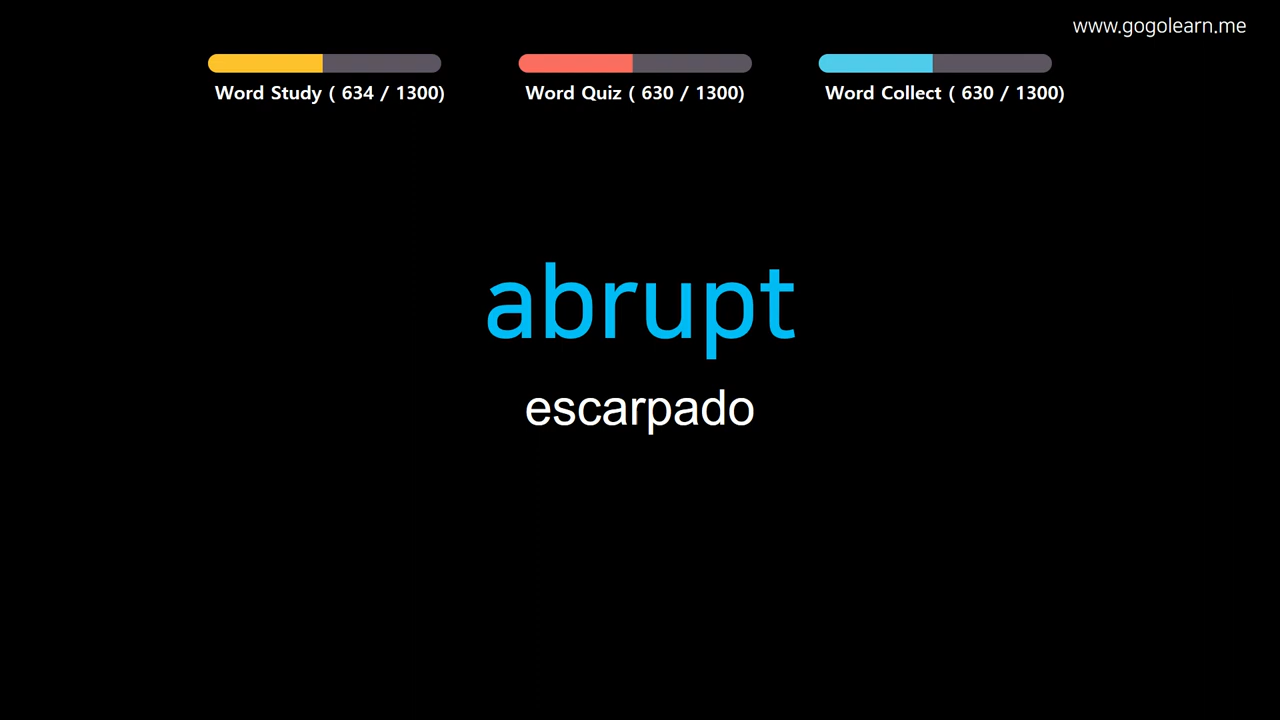 www.gogolearn.me
Word Study ( 634 / 1300)
Word Quiz ( 630 / 1300)
Word Collect ( 630 / 1300)
abrupt
escarpado